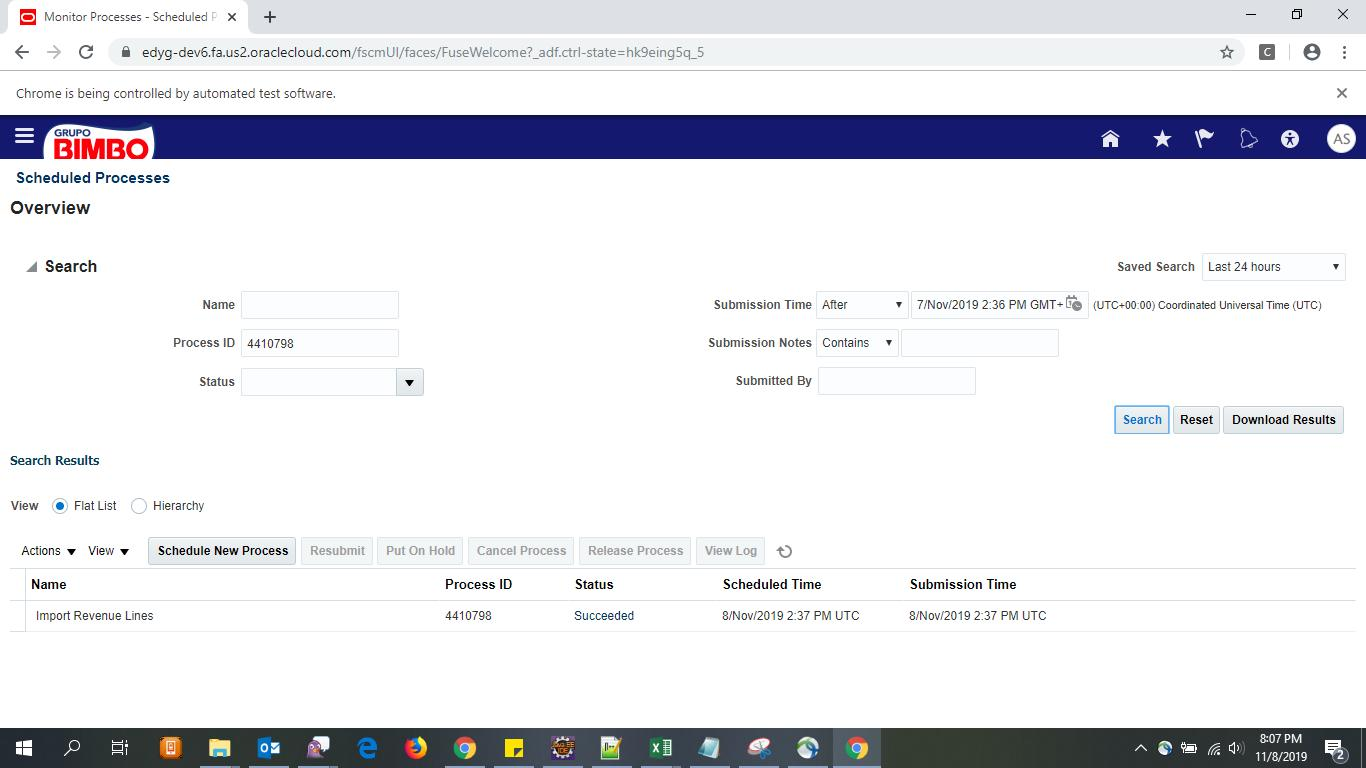 Monitor Processes - Scheduled P
edyg-dev6.fa.us2.oraclecloud.com/fscmUI/faces/FuseWelcome?_adf.ctrl-state=hk9eing5q_5
C
Chrome is being controlled by automated test software.
GRUPO
BIMBO
AS
Scheduled Processes
Overview
Search
Saved Search Last 24 hours
Name
Submission Time After 7/Nov/2019 2:36 PM GMT+ (UTC+00:00) Coordinated Universal Time (UTC)
Process ID 4410798
Submission Notes Contains
Status
Submitted By
Search Reset Download Results
Search Results
View Flat List Hierarchy
Actions View Schedule New Process Resubmit Put On Hold Cancel Process Release Process View Log
Name Process ID Status Scheduled Time Submission Time
Import Revenue Lines 4410798 Succeeded 8/Nov/2019 2:37 PM UTC 8/Nov/2019 2:37 PM UTC
8:07 PM
11/8/2019
2